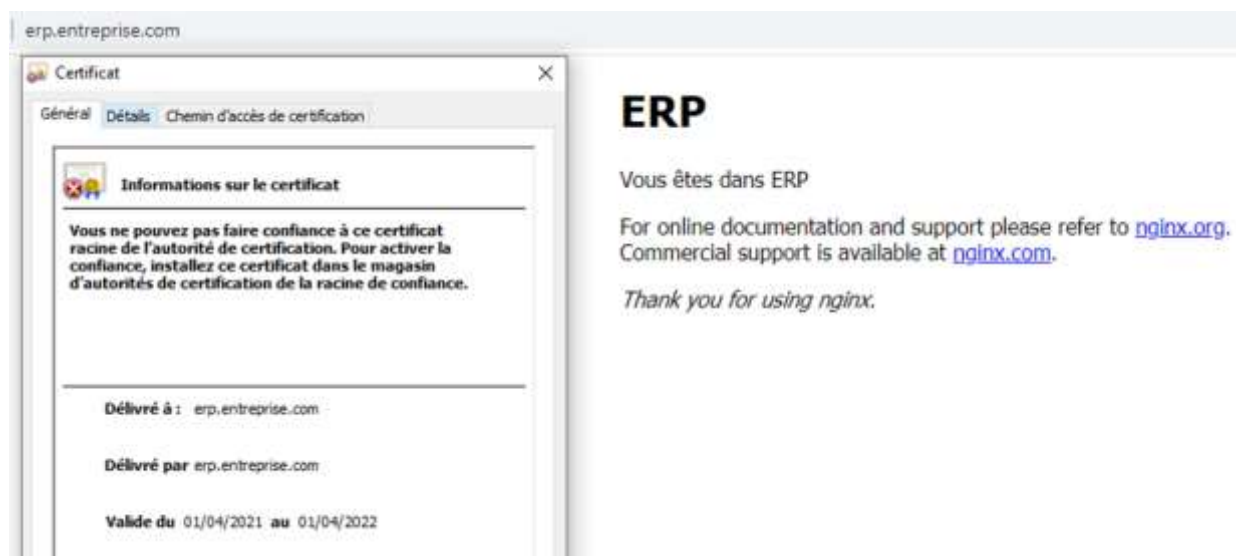 erp.entreprise.com
Certificat
Général Détails Chemin d'accès de certification
Informations sur le certificat
Vous ne pouvez pas faire confiance à ce certificat
racine de l'autorité de certification. Pour activer la
confiance, installez ce certificat dans le magasin
d'autorités de certification de la racine de confiance.
Délivré à : erp.entreprise.com
Délivré par erp.entreprise.com
Valide du 01/04/2021 au 01/04/2022
ERP
Vous êtes dans ERP
For online documentation and support please refer to nginx.org.
Commercial support is available at nginx.com.
Thank you for using nginx.